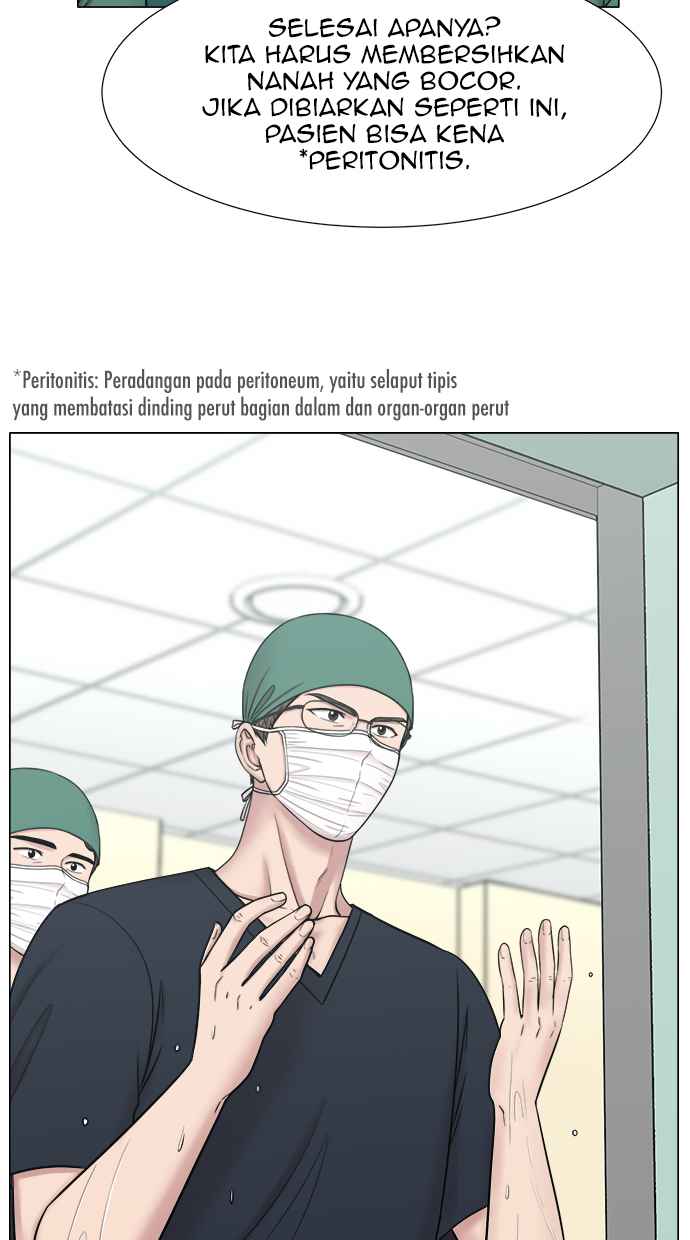 SELESAI APANYA?
KITA HARUS MEMBERSIHKAN
NANAH YANG BOCOR.
JIKA DIBIARKAN SEPERTI INI,
PASIEN BISA KENA
*PERITONITIS.
*Peritonitis: Peradangan pada peritoneum, yaitu selaput tipis
yang membatasi dinding perut bagian dalam dan organ-organ perut